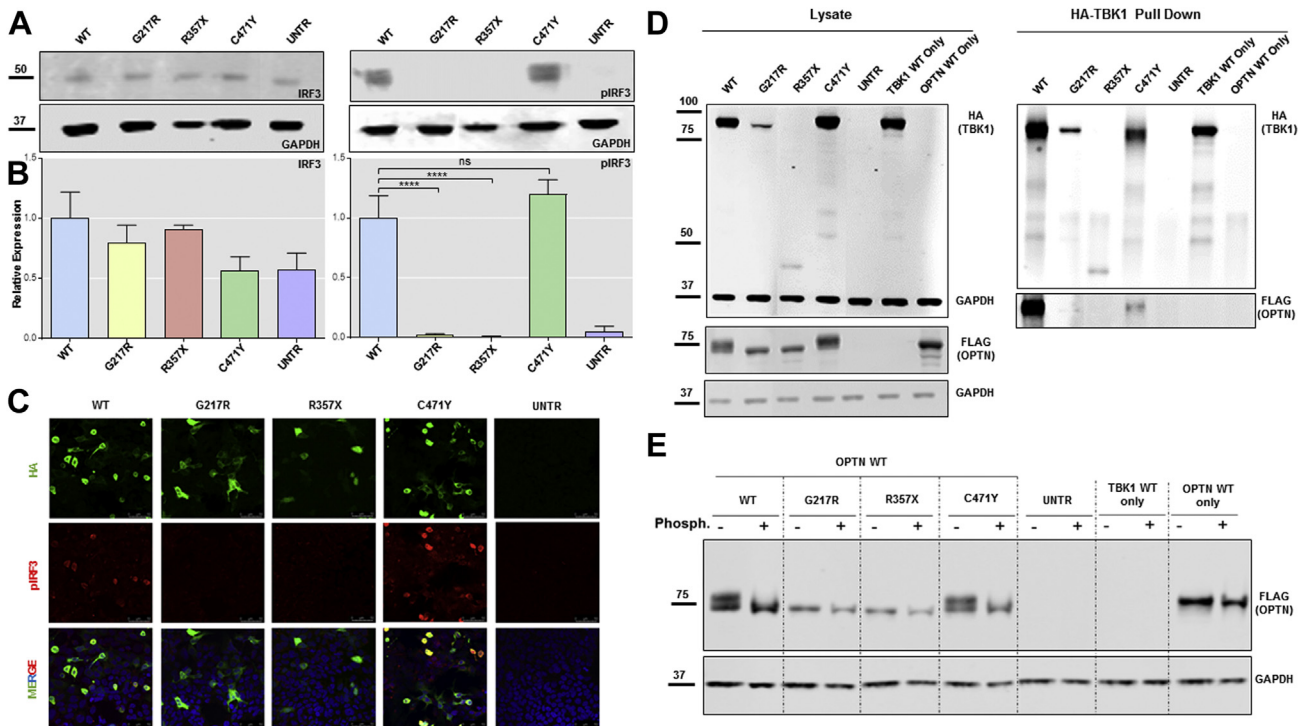 A
WT G217R R357X C471Y UNTR
WT G217R R357X C471Y UNTR
50
IRF3
pIRF3
37
GAPDH
GAPDH
B
Relative Expression
1.5
1.0
0.5
0.0
IRF3
WT G217R R357X C471Y UNTR
1.5
1.0
0.5
0.0
pIRF3
ns
****
****
WT G217R R357X C471Y UNTR
C
WT G217R R357X C471Y UNTR
HA
pIRF3
MERGE
D
Lysate
WT G217R R357X C471Y UNTR TBK1 WT Only OPTN WT Only
100
75
HA
(TBK1)
50
37
GAPDH
75
FLAG
(OPTN)
37
GAPDH
HA-TBK1 Pull Down
WT G217R R357X C471Y UNTR TBK1 WT Only OPTN WT Only
HA
(TBK1)
FLAG
(OPTN)
E
OPTN WT
WT G217R R357X C471Y UNTR TBK1 WT only OPTN WT only
Phosph. - + - + - + - + - + - + - +
75
FLAG
(OPTN)
37
GAPDH